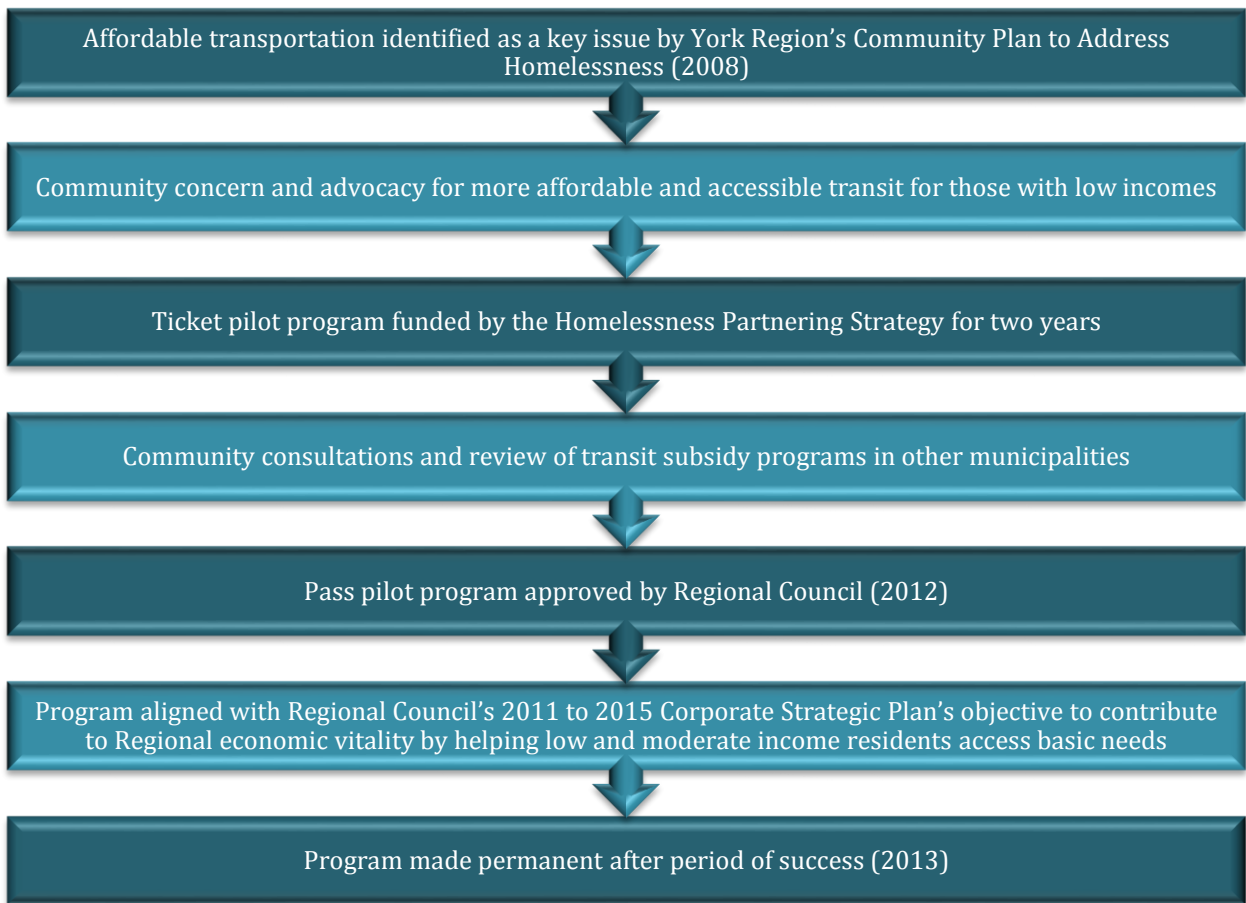 Affordable transportation identified as a key issue by York Region’s Community Plan to Address
Homelessness (2008)
Community concern and advocacy for more affordable and accessible transit for those with low incomes
Ticket pilot program funded by the Homelessness Partnering Strategy for two years
Community consultations and review of transit subsidy programs in other municipalities
Pass pilot program approved by Regional Council (2012)
Program aligned with Regional Council’s 2011 to 2015 Corporate Strategic Plan’s objective to contribute
to Regional economic vitality by helping low and moderate income residents access basic needs
Program made permanent after period of success (2013)